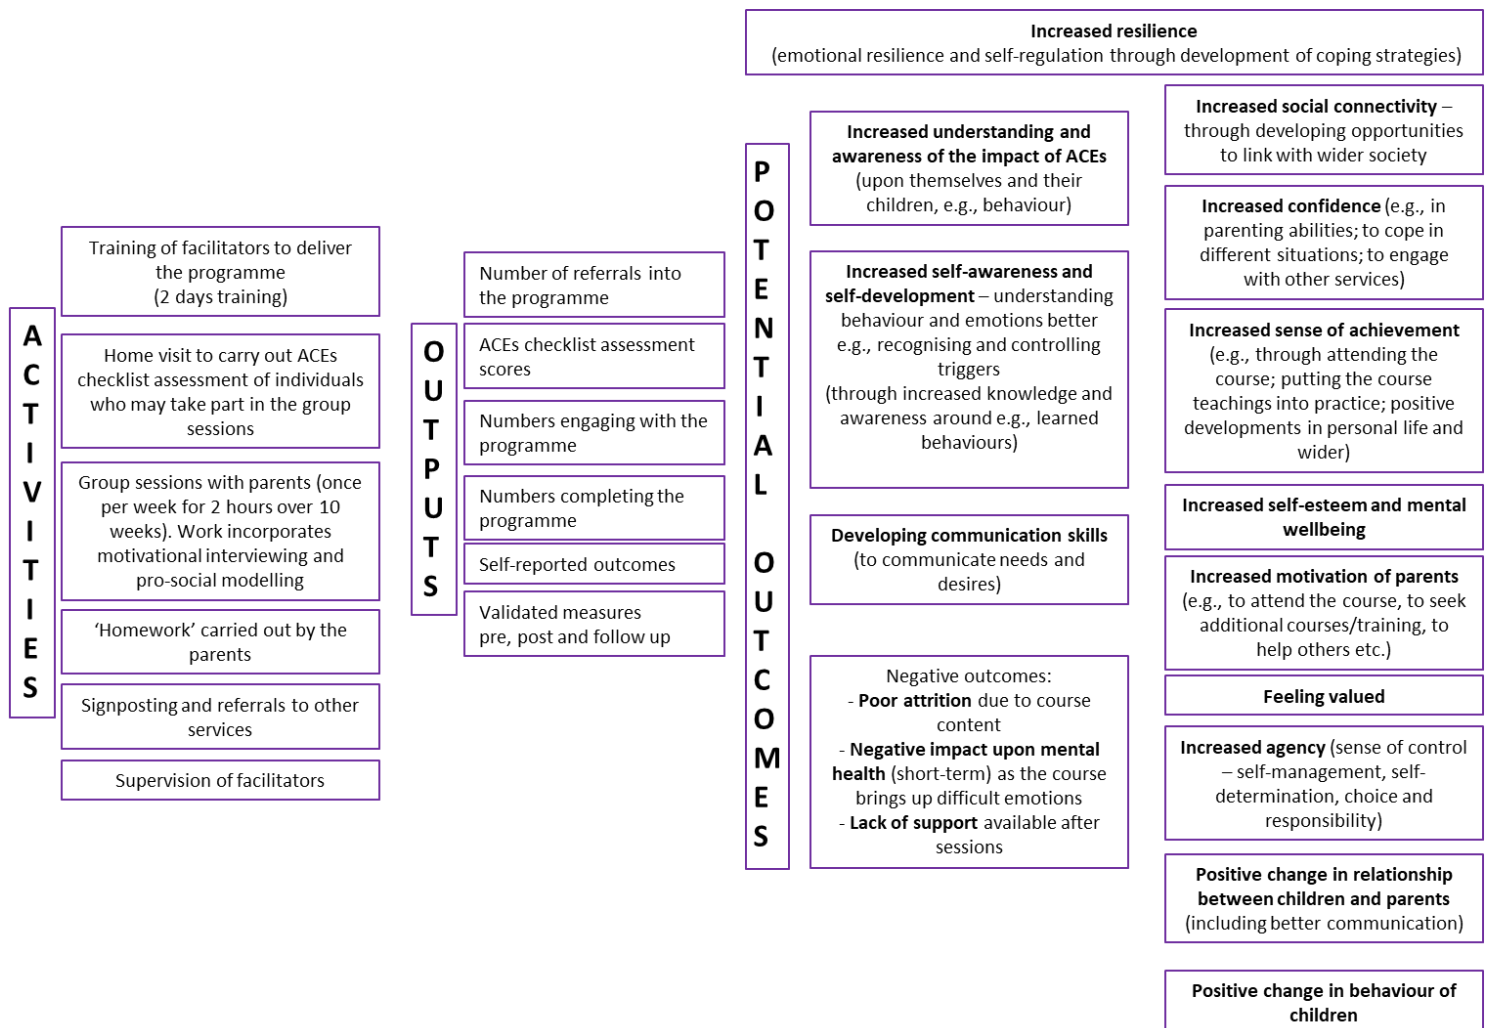 ACTIVITIES
Training of facilitators to deliver
the programme
(2 days training)
Home visit to carry out ACEs
checklist assessment of individuals
who may take part in the group
sessions
Group sessions with parents (once
per week for 2 hours over 10
weeks). Work incorporates
motivational interviewing and
pro-social modelling
‘Homework’ carried out by the
parents
Signposting and referrals to other
services
Supervision of facilitators
OUTPUTS
Number of referrals into
the programme
ACEs checklist assessment
scores
Numbers engaging with the
programme
Numbers completing the
programme
Self-reported outcomes
Validated measures
pre, post and follow up
POTENTIAL OUTCOMES
Increased resilience
(emotional resilience and self-regulation through development of coping strategies)
Increased understanding and
awareness of the impact of ACEs
(upon themselves and their
children, e.g., behaviour)
Increased self-awareness and
self-development – understanding
behaviour and emotions better
e.g., recognising and controlling
triggers
(through increased knowledge and
awareness around e.g., learned
behaviours)
Developing communication skills
(to communicate needs and
desires)
Negative outcomes:
- Poor attrition due to course
content
- Negative impact upon mental
health (short-term) as the course
brings up difficult emotions
- Lack of support available after
sessions
Increased social connectivity –
through developing opportunities
to link with wider society
Increased confidence (e.g., in
parenting abilities; to cope in
different situations; to engage
with other services)
Increased sense of achievement
(e.g., through attending the
course; putting the course
teachings into practice; positive
developments in personal life and
wider)
Increased self-esteem and mental
wellbeing
Increased motivation of parents
(e.g., to attend the course, to seek
additional courses/training, to
help others etc.)
Feeling valued
Increased agency (sense of control
– self-management, self-
determination, choice and
responsibility)
Positive change in relationship
between children and parents
(including better communication)
Positive change in behaviour of
children